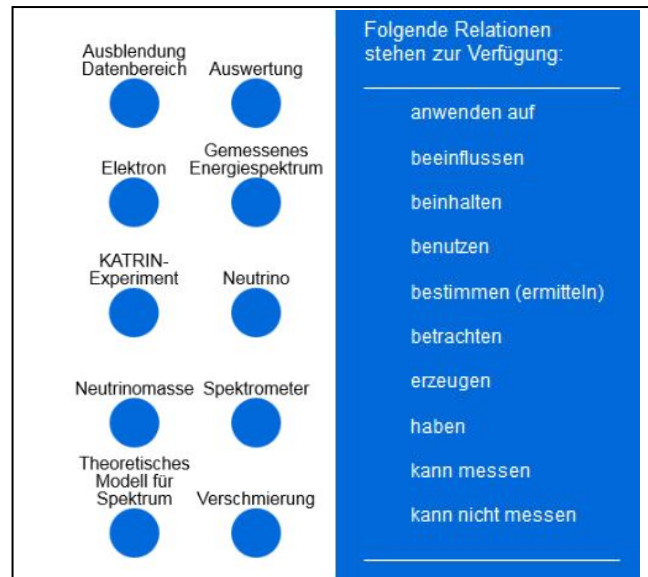 Ausblendung
Datenbereich
Auswertung
Elektron
Gemessenes
Energiespektrum
KATRIN-
Experiment
Neutrino
Neutrinomasse
Spektrometer
Theoretisches
Modell für
Spektrum
Verschmierung
Folgende Relationen
stehen zur Verfügung:
anwenden auf
beeinflussen
beinhalten
benutzen
bestimmen (ermitteln)
betrachten
erzeugen
haben
kann messen
kann nicht messen